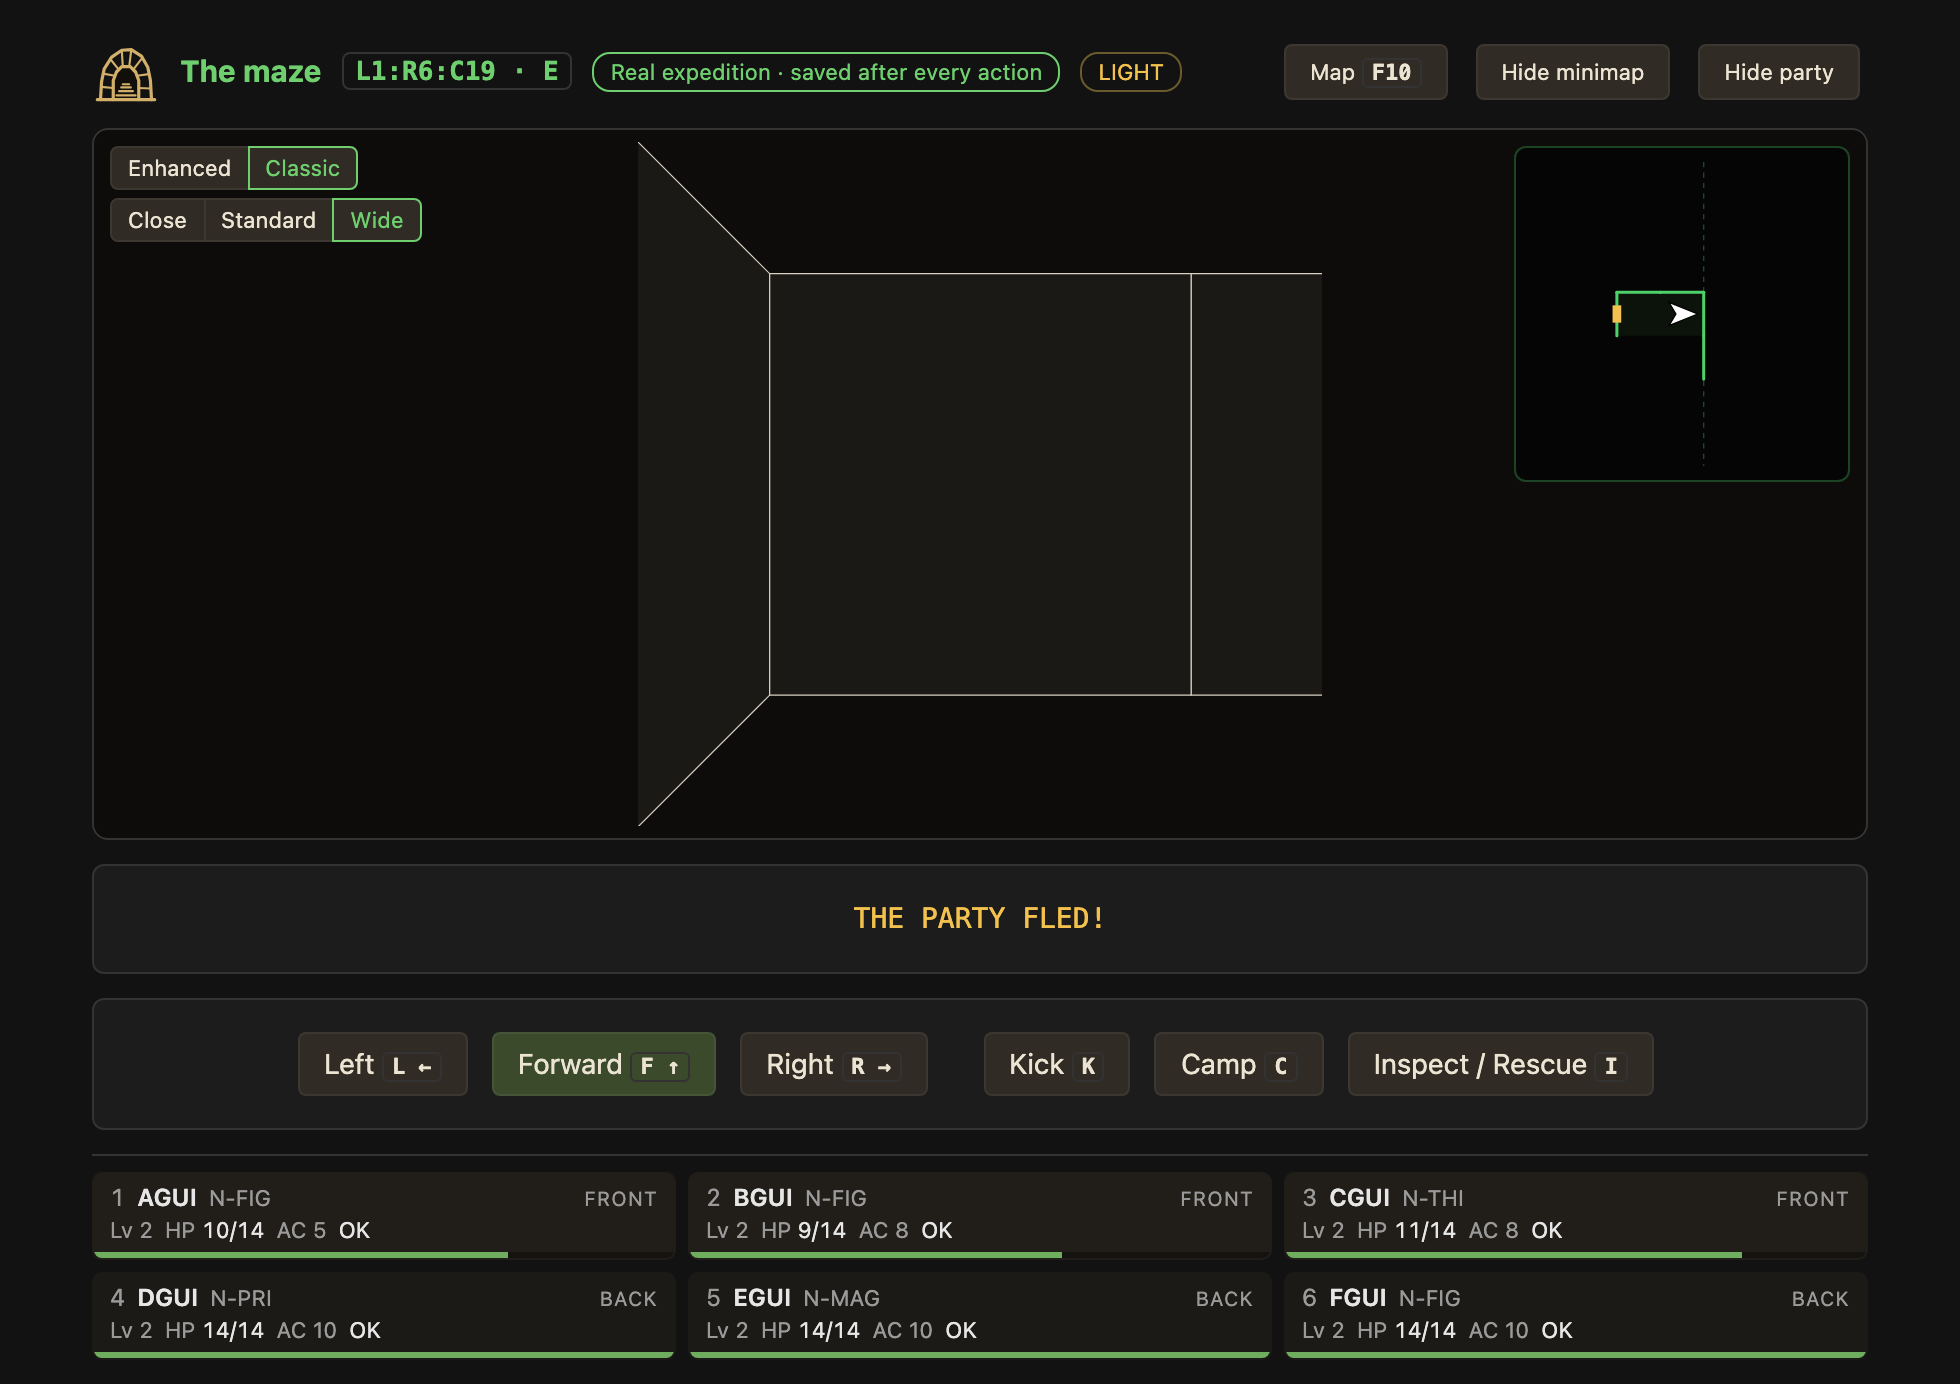 The maze L1:R6:C19 · E Real expedition · saved after every action LIGHT Map F10 Hide minimap Hide party
Enhanced Classic
Close Standard Wide
THE PARTY FLED!
Left L ← Forward F ↑ Right R → Kick K Camp C Inspect / Rescue I
1 AGUI N-FIG FRONT
Lv 2 HP 10/14 AC 5 OK
2 BGUI N-FIG FRONT
Lv 2 HP 9/14 AC 8 OK
3 CGUI N-THI FRONT
Lv 2 HP 11/14 AC 8 OK
4 DGUI N-PRI BACK
Lv 2 HP 14/14 AC 10 OK
5 EGUI N-MAG BACK
Lv 2 HP 14/14 AC 10 OK
6 FGUI N-FIG BACK
Lv 2 HP 14/14 AC 10 OK